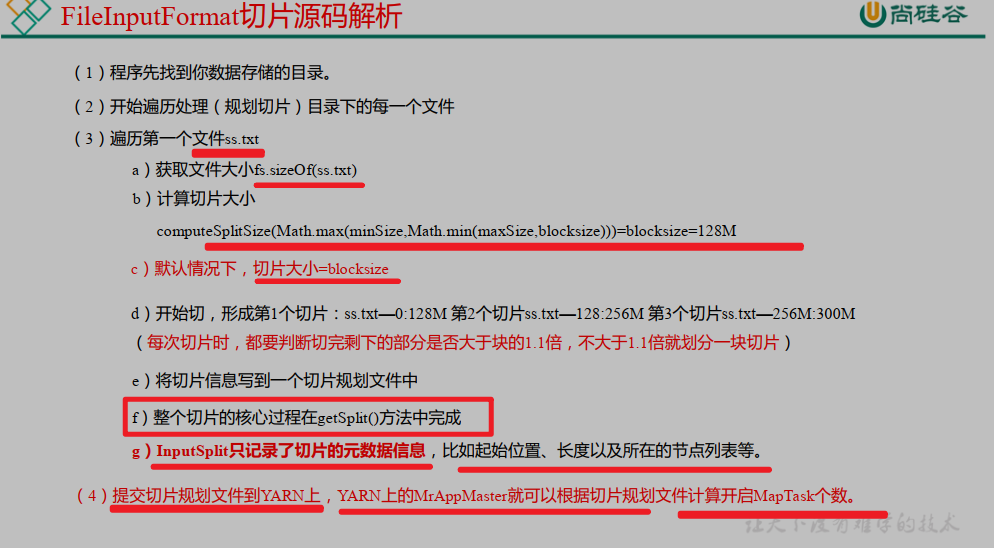 FileInputFormat切片源码解析
尚硅谷
（1）程序先找到你数据存储的目录。
（2）开始遍历处理（规划切片）目录下的每一个文件
（3）遍历第一个文件ss.txt
a）获取文件大小fs.sizeOf(ss.txt)
b）计算切片大小
computeSplitSize(Math.max(minSize,Math.min(maxSize,blocksize)))=blocksize=128M
c）默认情况下，切片大小=blocksize
d）开始切，形成第1个切片：ss.txt—0:128M 第2个切片ss.txt—128:256M 第3个切片ss.txt—256M:300M
（每次切片时，都要判断切完剩下的部分是否大于块的1.1倍，不大于1.1倍就划分一块切片）
e）将切片信息写到一个切片规划文件中
f）整个切片的核心过程在getSplit()方法中完成
g）InputSplit只记录了切片的元数据信息，比如起始位置、长度以及所在的节点列表等。
（4）提交切片规划文件到YARN上，YARN上的MrAppMaster就可以根据切片规划文件计算开启MapTask个数。
让天下没有难学的技术